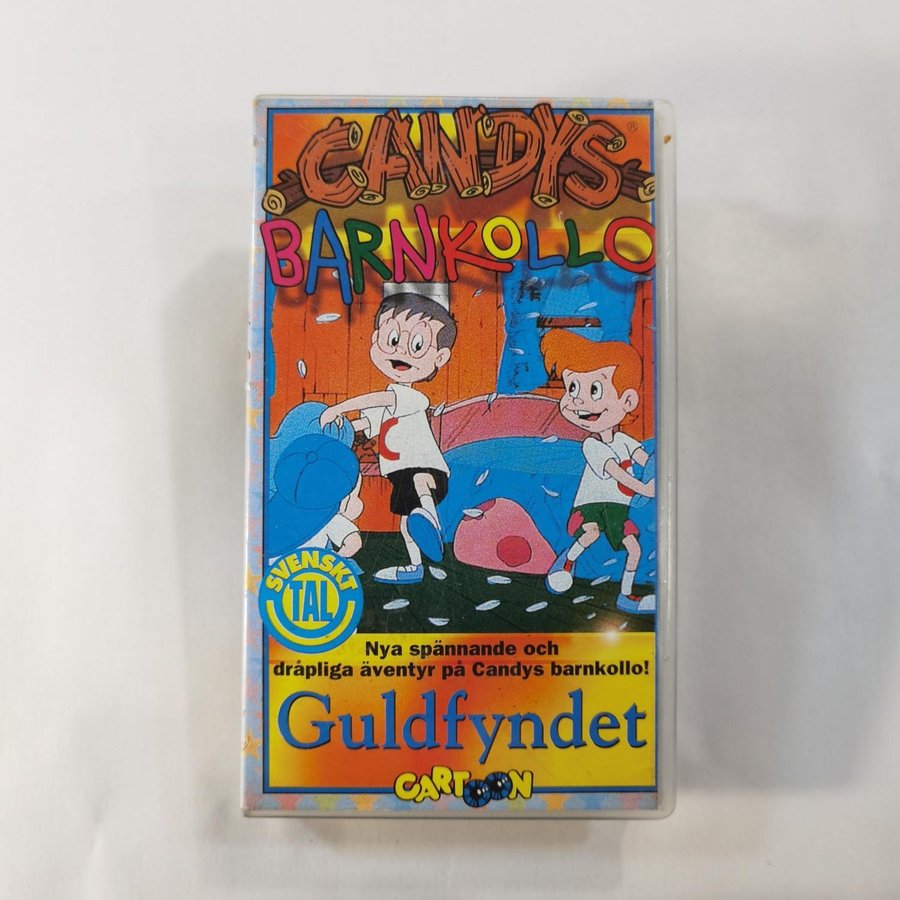 CANDYS®
BARNKOLLO
C
SVENSKT
TAL
Nya spännande och
dråpliga äventyr på Candys barnkollo!
Guldfyndet
CARTOON